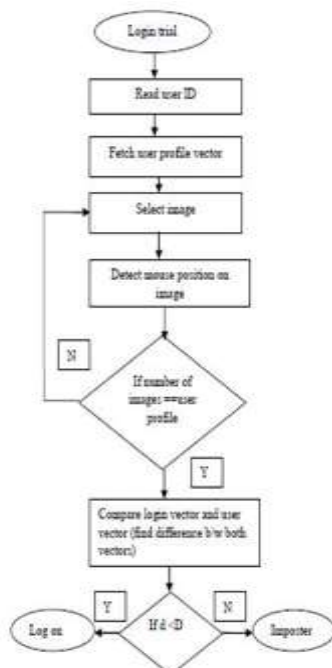 Login trial
Read user ID
Fetch user profile vector
Select image
Detect mouse position on
image
N
If number of
images ==user
profile
Y
Compare login vector and user
vector (find difference b/w both
vectors)
Y
If d <D
N
Log on
Imposter